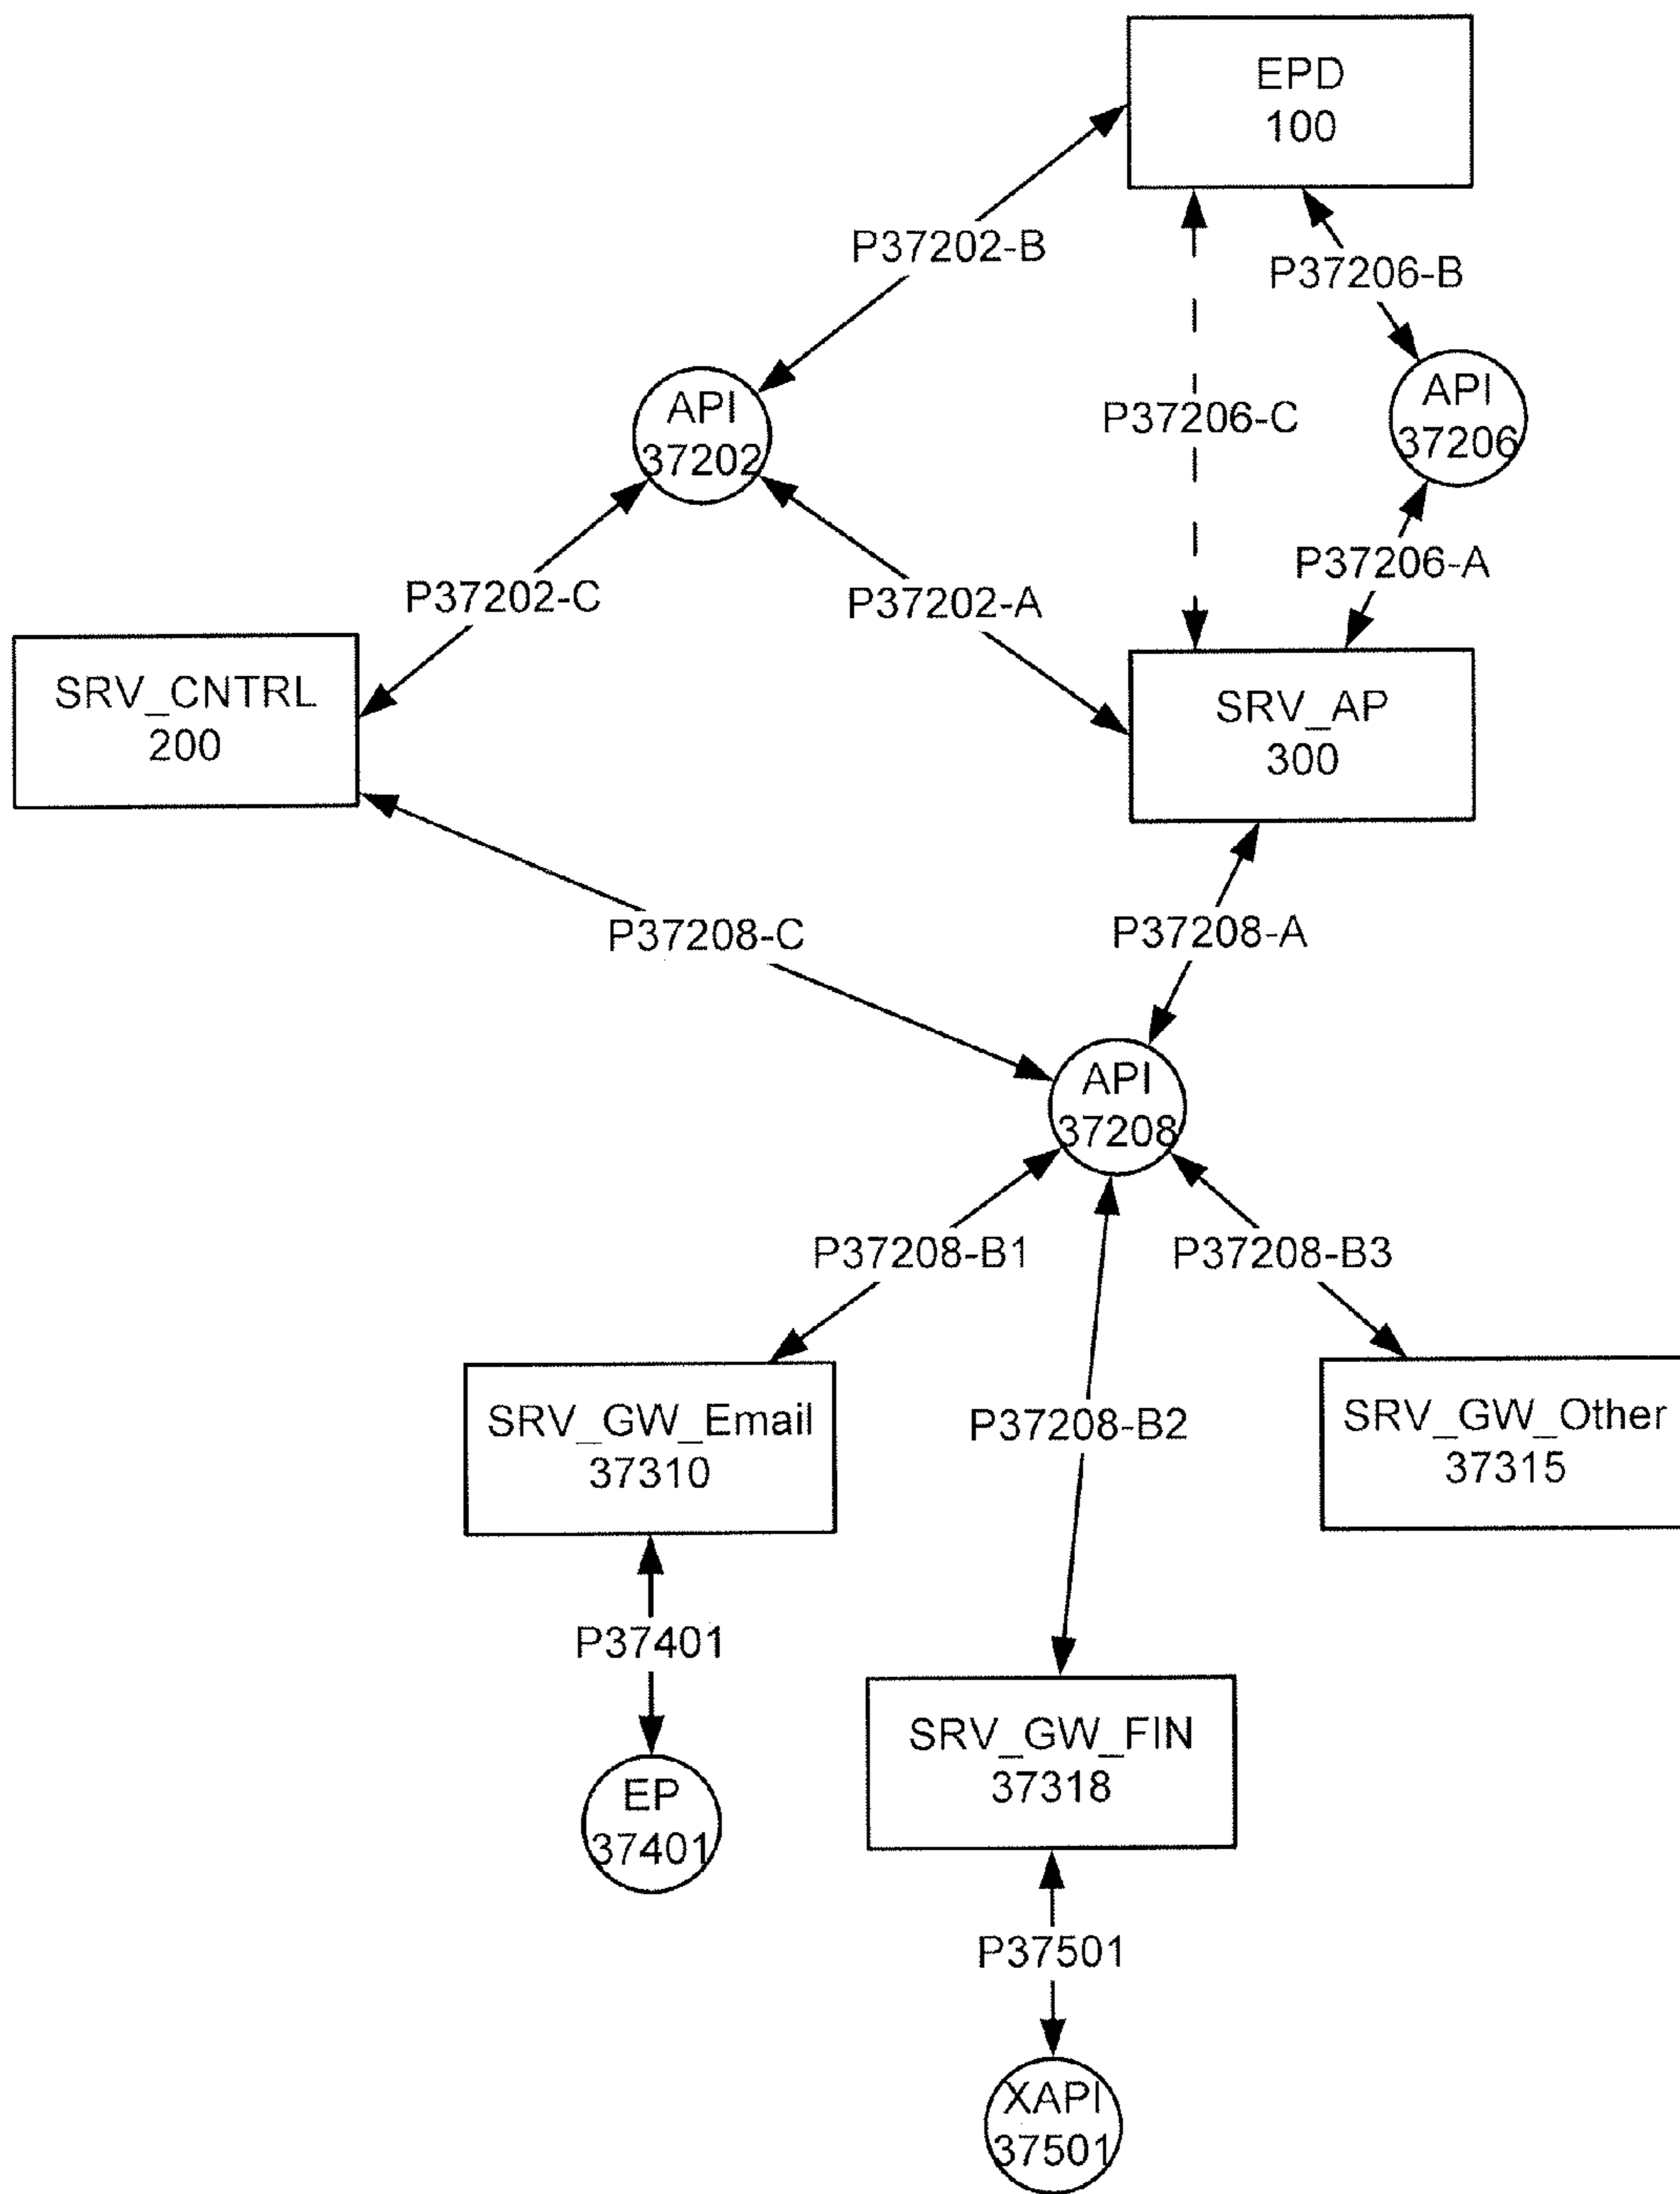 EPD
100
P37202-B
P37206-B
API
37202
P37206-C
API
37206
P37202-C
P37202-A
P37206-A
SRV_CNTRL
200
SRV_AP
300
P37208-C
P37208-A
API
37208
P37208-B1
P37208-B3
SRV_GW_Email
37310
P37208-B2
SRV_GW_Other
37315
P37401
SRV_GW_FIN
37318
EP
37401
P37501
XAPI
37501